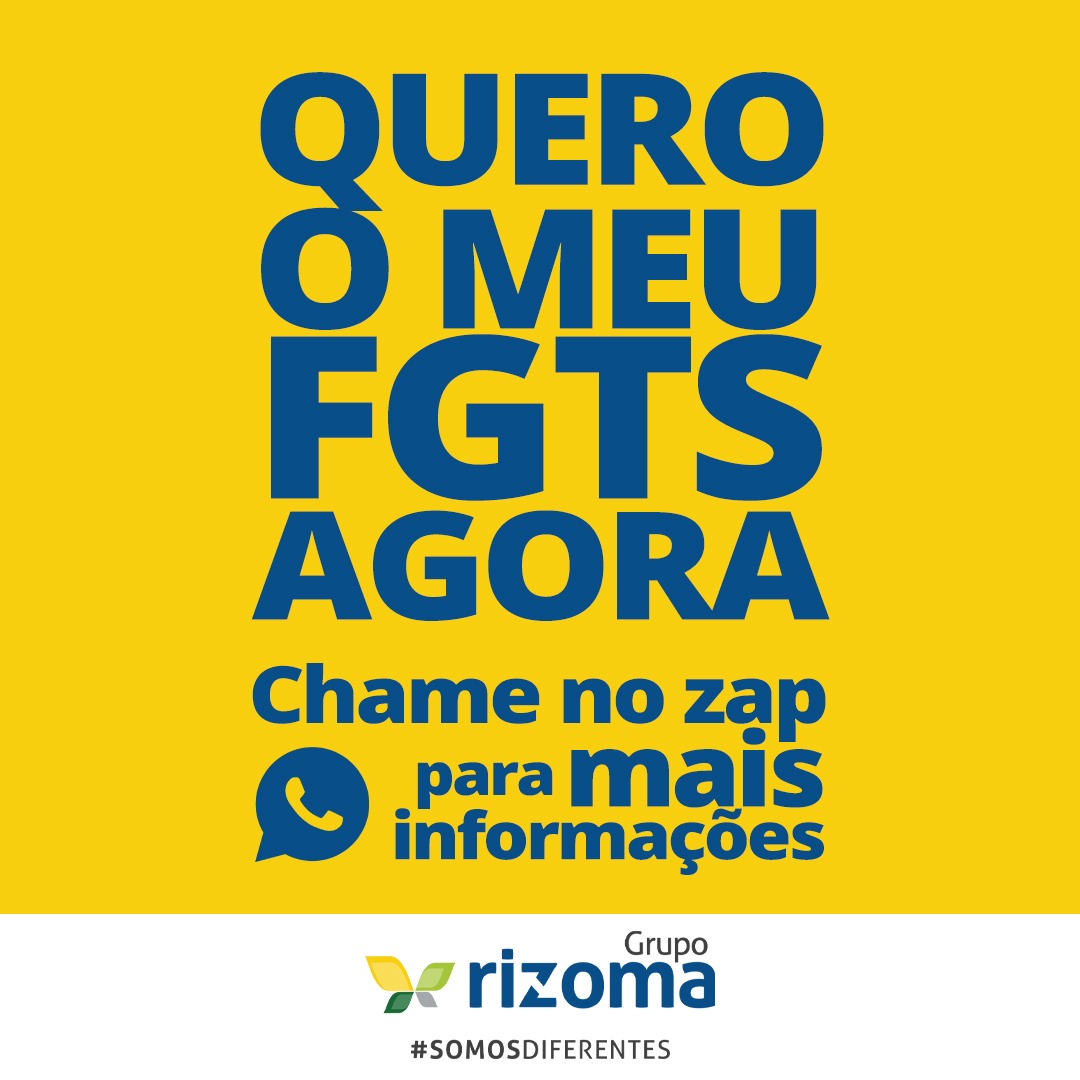 QUERO
O MEU
FGTS
AGORA
Chame no zap
para mais
informações
Grupo
rizoma
#SOMOSDIFERENTES